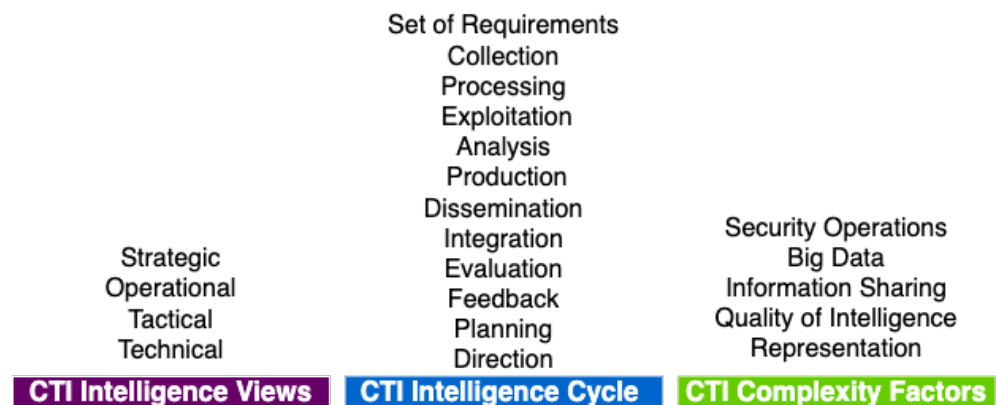 Strategic
Operational
Tactical
Technical
CTI Intelligence Views
Set of Requirements
Collection
Processing
Exploitation
Analysis
Production
Dissemination
Integration
Evaluation
Feedback
Planning
Direction
CTI Intelligence Cycle
Security Operations
Big Data
Information Sharing
Quality of Intelligence
Representation
CTI Complexity Factors